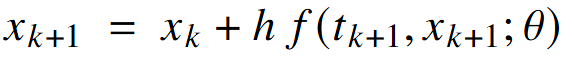 x_{k+1} = x_k + h f(t_{k+1}, x_{k+1}; θ)